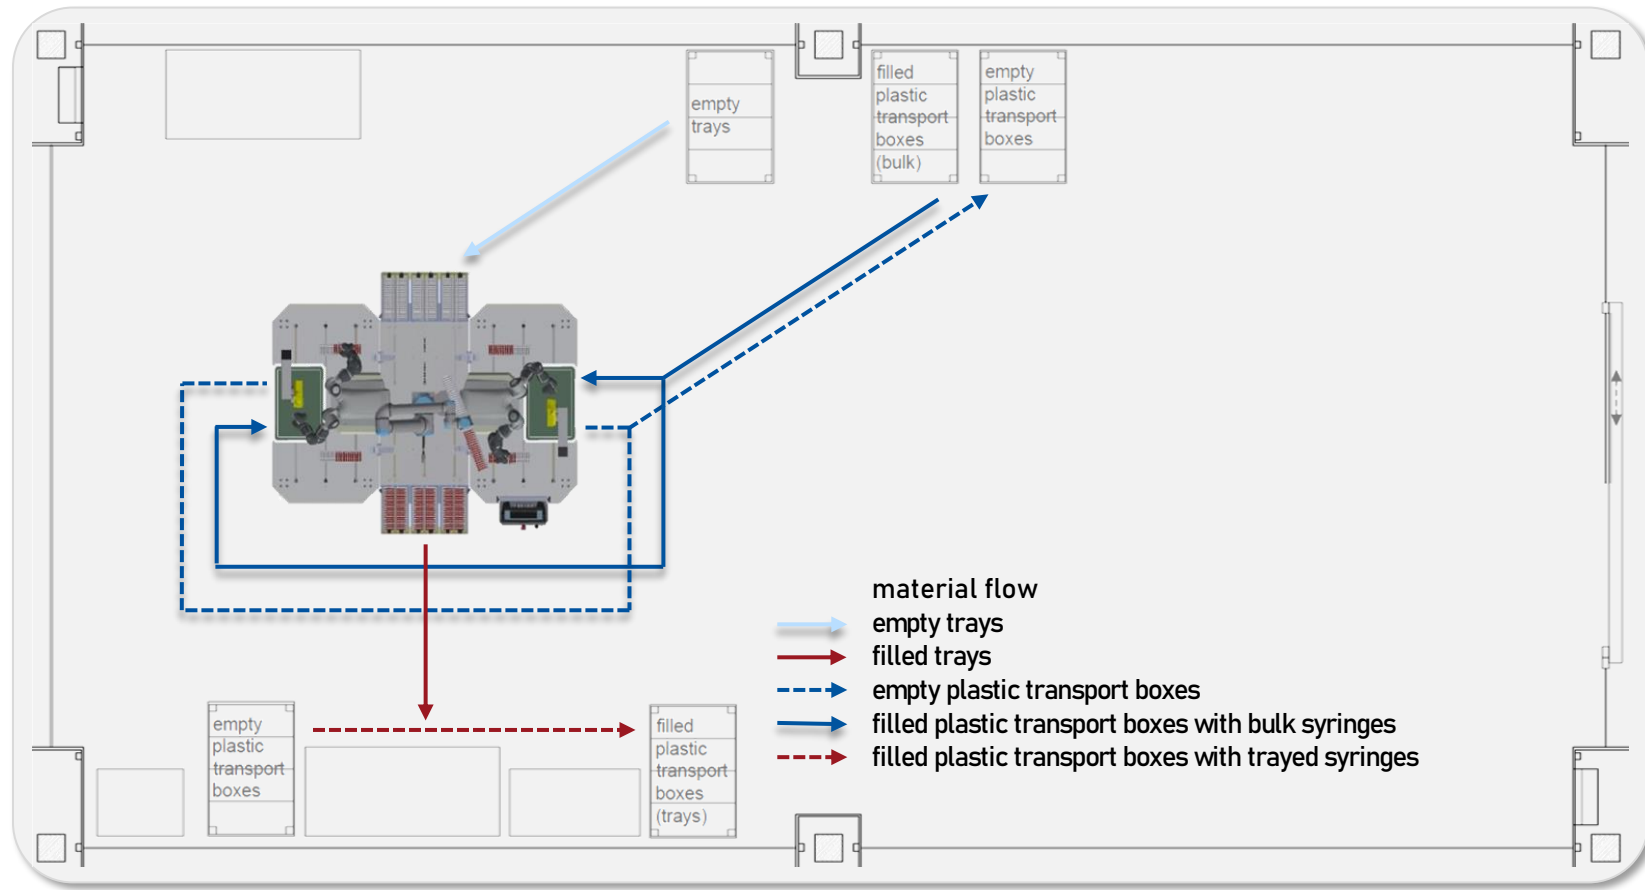 empty
trays
filled
plastic
transport
boxes
(bulk)
empty
plastic
transport
boxes
material flow
empty trays
filled trays
empty plastic transport boxes
filled plastic transport boxes with bulk syringes
filled plastic transport boxes with trayed syringes
empty
plastic
transport
boxes
filled
plastic
transport
boxes
(trays)